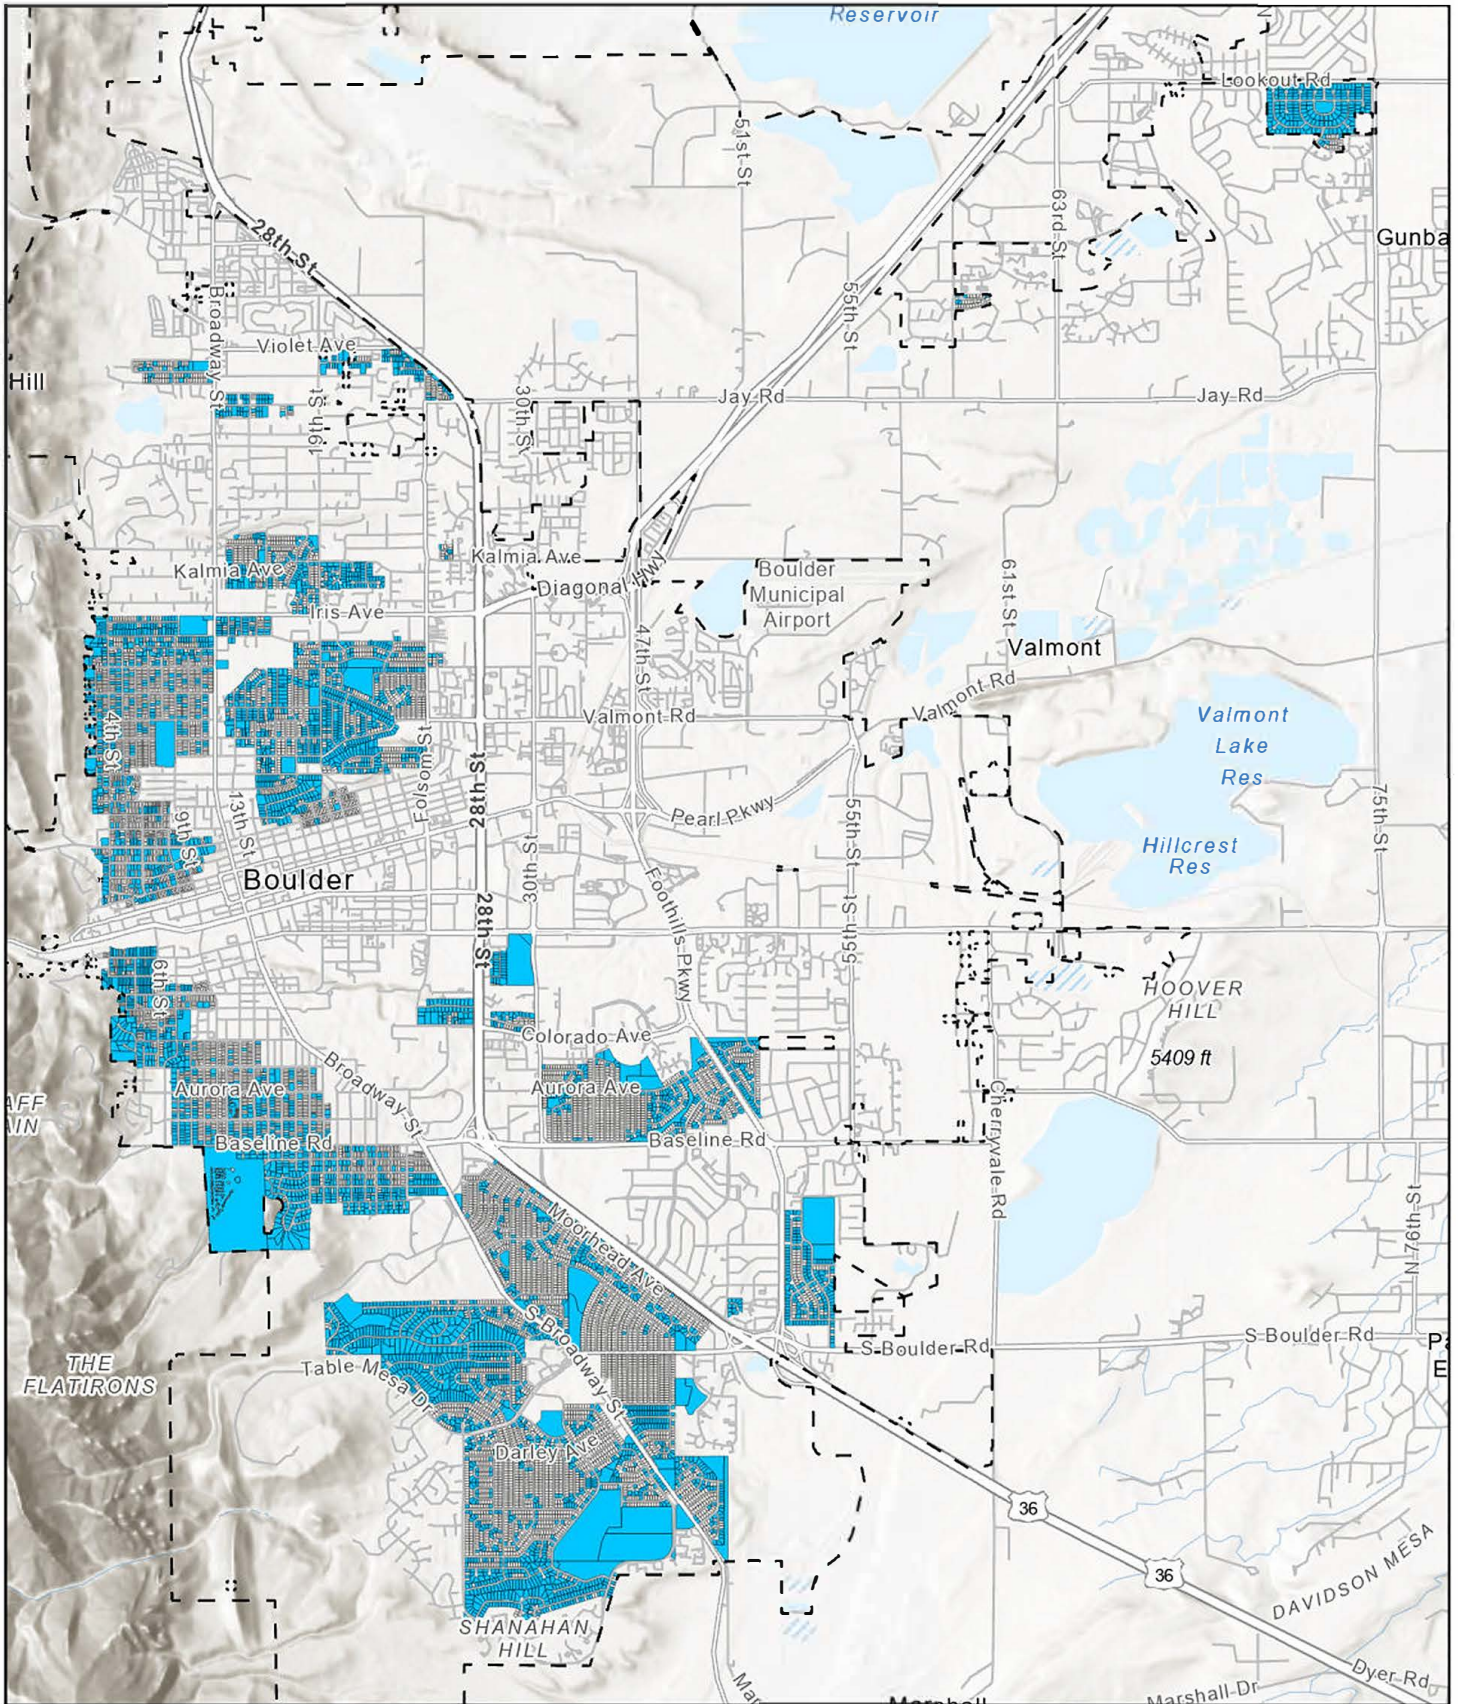 Reservoir
Lookout Rd
51st St
63rd St
28th St
Gunba
55th St
Broadway St
Violet Ave
Hill
19th St
30th St
Jay Rd
Jay Rd
Kalmia Ave
Kalmia Ave
Diagonal Hwy
Boulder
Municipal
Airport
61st St
Iris Ave
47th St
Valmont
Valmont Rd
Valmont Rd
Valmont
Lake
Res
4th St
Folsom St
28th St
9th St
13th St
Pearl Pkwy
55th St
75th St
Hillcrest
Res
Boulder
30th St
Foothills Pkwy
28th St
55th St
6th St
HOOVER
HILL
5409 ft
Colorado Ave
Broadway St
Aurora Ave
Aurora Ave
Cherryvale Rd
AFF
AIN
Baseline Rd
Baseline Rd
Moorhead Ave
N 76th St
S Broadway St
S Boulder Rd
S Boulder Rd
THE
FLATIRONS
Table Mesa Dr
Darley Ave
36
36
DAVIDSON MESA
SHANAHAN
HILL
Dyer Rd
Marshall Dr
Marshall